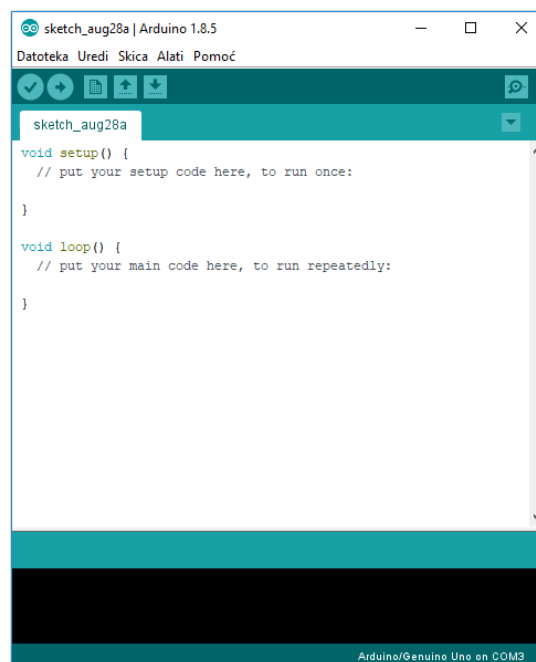 sketch_aug28a | Arduino 1.8.5
Datoteka Uredi Skica Alati Pomoć
sketch_aug28a
void setup() {
// put your setup code here, to run once:
}
void loop() {
// put your main code here, to run repeatedly:
}
Arduino/Genuino Uno on COM3